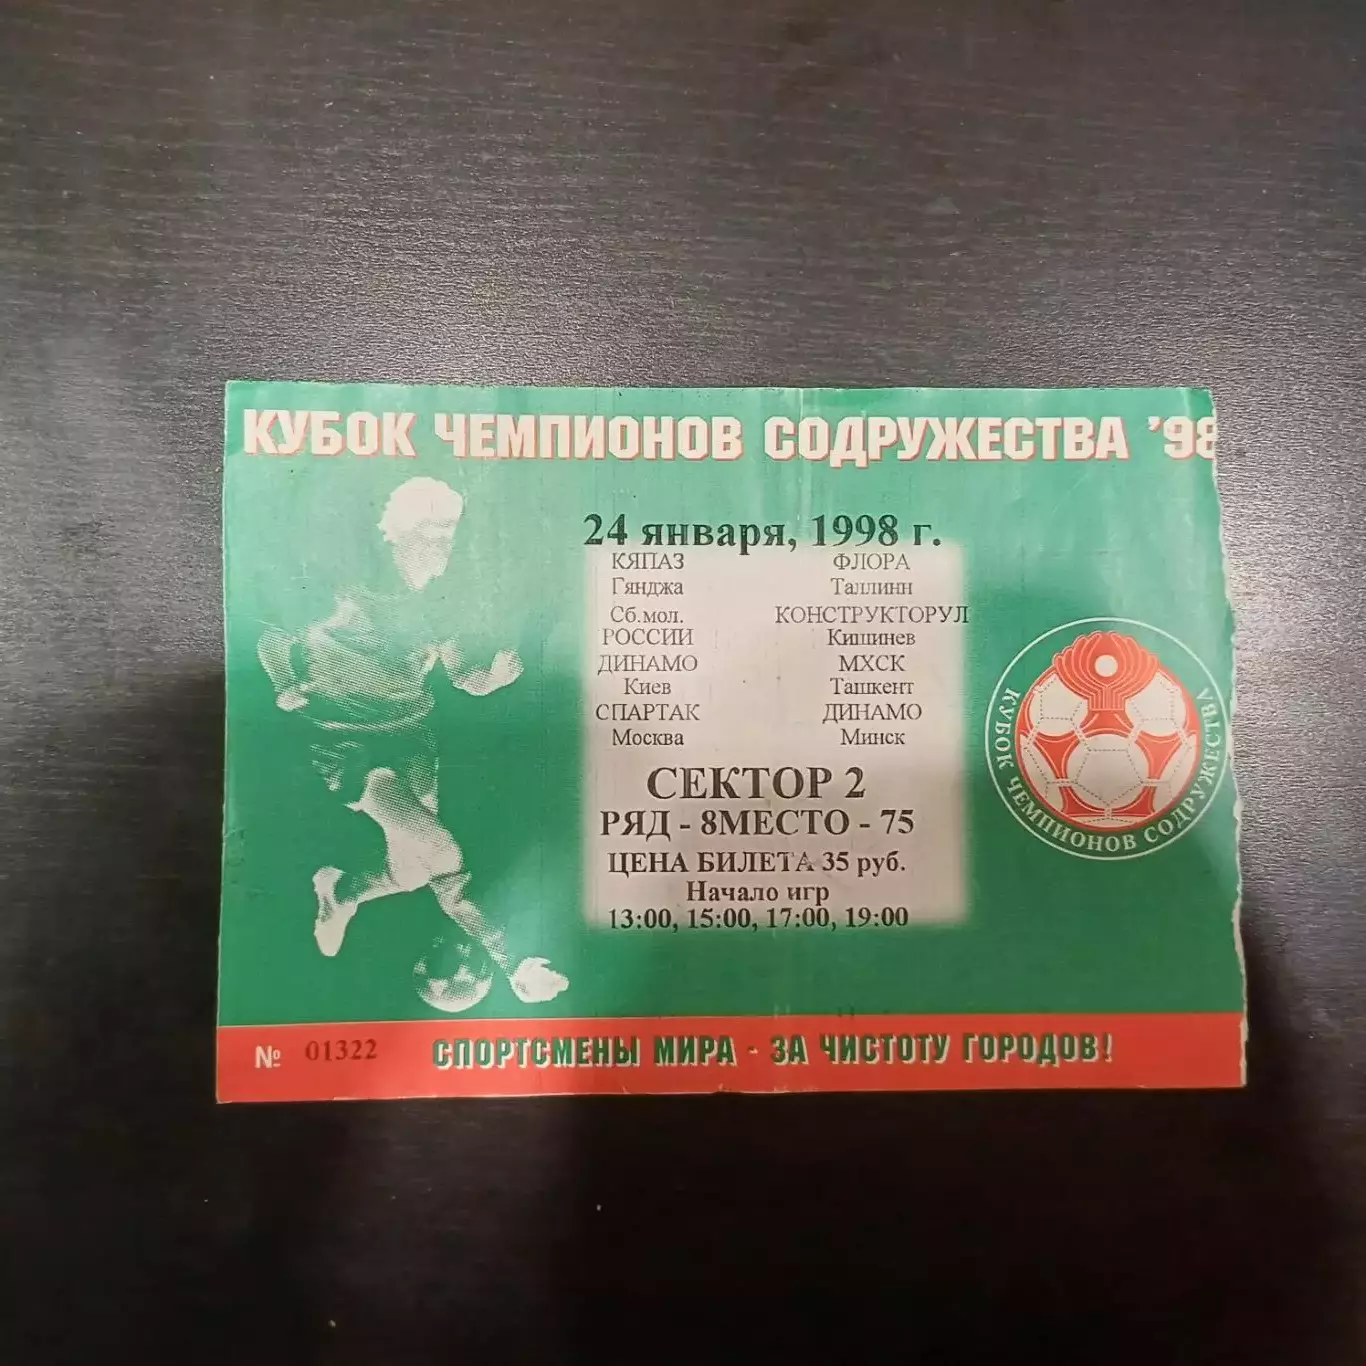 КУБОК ЧЕМПИОНОВ СОДРУЖЕСТВА '98
24 января, 1998 г.
КЯПАЗ ФЛОРА
Гянджа Таллинн
Сб.мол. КОНСТРУКТОРУЛ
РОССИИ Кишинев
ДИНАМО МХСК
Киев Ташкент
СПАРТАК ДИНАМО
Москва Минск
СЕКТОР 2
РЯД - 8МЕСТО - 75
ЦЕНА БИЛЕТА 35 руб.
Начало игр
13:00, 15:00, 17:00, 19:00
КУБОК ЧЕМПИОНОВ СОДРУЖЕСТВА
№ 01322 СПОРТСМЕНЫ МИРА - ЗА ЧИСТОТУ ГОРОДОВ!